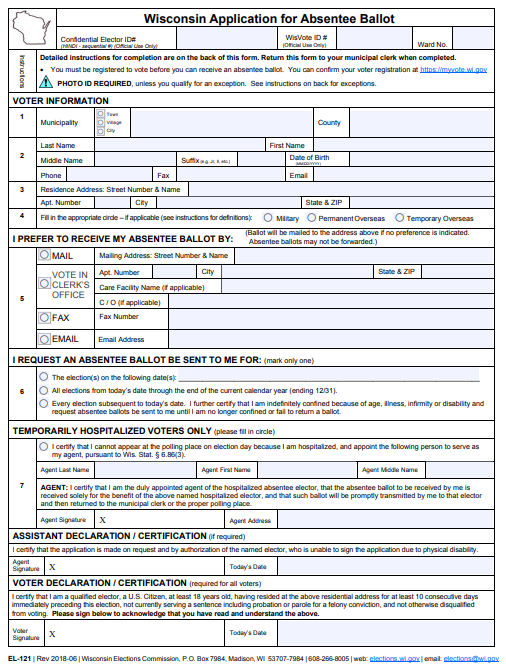 Wisconsin Application for Absentee Ballot
Confidential Elector ID#
(HINDI - sequential #) (Official Use Only)
WisVote ID #
(Official Use Only)
Ward No.
Instructions
Detailed instructions for completion are on the back of this form. Return this form to your municipal clerk when completed.
• You must be registered to vote before you can receive an absentee ballot. You can confirm your voter registration at https://myvote.wi.gov
PHOTO ID REQUIRED, unless you qualify for an exception. See instructions on back for exceptions.
VOTER INFORMATION
1
Municipality
Town
Village
City
County
2
Last Name
First Name
Middle Name
Suffix (e.g. Jr, II, etc.)
Date of Birth
(MM/DD/YYYY)
Phone
Fax
Email
3
Residence Address: Street Number & Name
Apt. Number
City
State & ZIP
4
Fill in the appropriate circle – if applicable (see instructions for definitions):
Military
Permanent Overseas
Temporary Overseas
I PREFER TO RECEIVE MY ABSENTEE BALLOT BY:
(Ballot will be mailed to the address above if no preference is indicated.
Absentee ballots may not be forwarded.)
5
MAIL
Mailing Address: Street Number & Name
Apt. Number
City
State & ZIP
VOTE IN
CLERK'S
OFFICE
Care Facility Name (if applicable)
C / O (if applicable)
FAX
Fax Number
EMAIL
Email Address
I REQUEST AN ABSENTEE BALLOT BE SENT TO ME FOR: (mark only one)
6
The election(s) on the following date(s):
All elections from today's date through the end of the current calendar year (ending 12/31).
Every election subsequent to today's date. I further certify that I am indefinitely confined because of age, illness, infirmity or disability and
request absentee ballots be sent to me until I am no longer confined or fail to return a ballot.
TEMPORARILY HOSPITALIZED VOTERS ONLY (please fill in circle)
7
I certify that I cannot appear at the polling place on election day because I am hospitalized, and appoint the following person to serve as
my agent, pursuant to Wis. Stat. § 6.86(3).
Agent Last Name
Agent First Name
Agent Middle Name
AGENT: I certify that I am the duly appointed agent of the hospitalized absentee elector, that the absentee ballot to be received by me is
received solely for the benefit of the above named hospitalized elector, and that such ballot will be promptly transmitted by me to that elector
and then returned to the municipal clerk or the proper polling place.
Agent Signature
X
Agent Address
ASSISTANT DECLARATION / CERTIFICATION (if required)
I certify that the application is made on request and by authorization of the named elector, who is unable to sign the application due to physical disability.
Agent
Signature
X
Today's Date
VOTER DECLARATION / CERTIFICATION (required for all voters)
I certify that I am a qualified elector, a U.S. Citizen, at least 18 years old, having resided at the above residential address for at least 10 consecutive days
immediately preceding this election, not currently serving a sentence including probation or parole for a felony conviction, and not otherwise disqualified
from voting. Please sign below to acknowledge that you have read and understand the above.
Voter
Signature
X
Today's Date
EL-121 | Rev 2018-06 | Wisconsin Elections Commission, P.O. Box 7984, Madison, WI 53707-7984 | 608-266-8005 | web: elections.wi.gov | email: elections@wi.gov